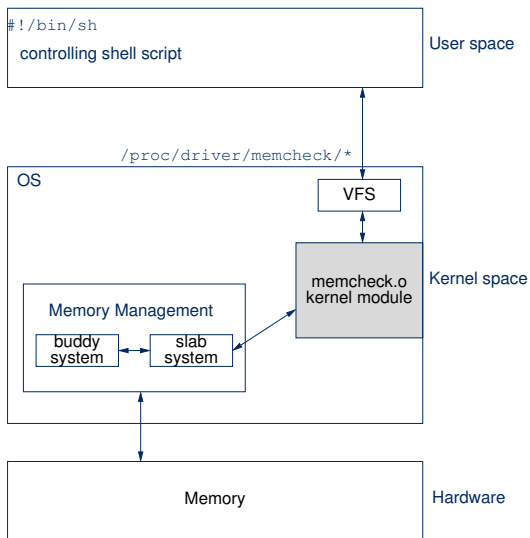 #!/bin/sh
controlling shell script
User space
/proc/driver/memcheck/*
OS
VFS
memcheck.o
kernel module
Kernel space
Memory Management
buddy
system
slab
system
Memory
Hardware